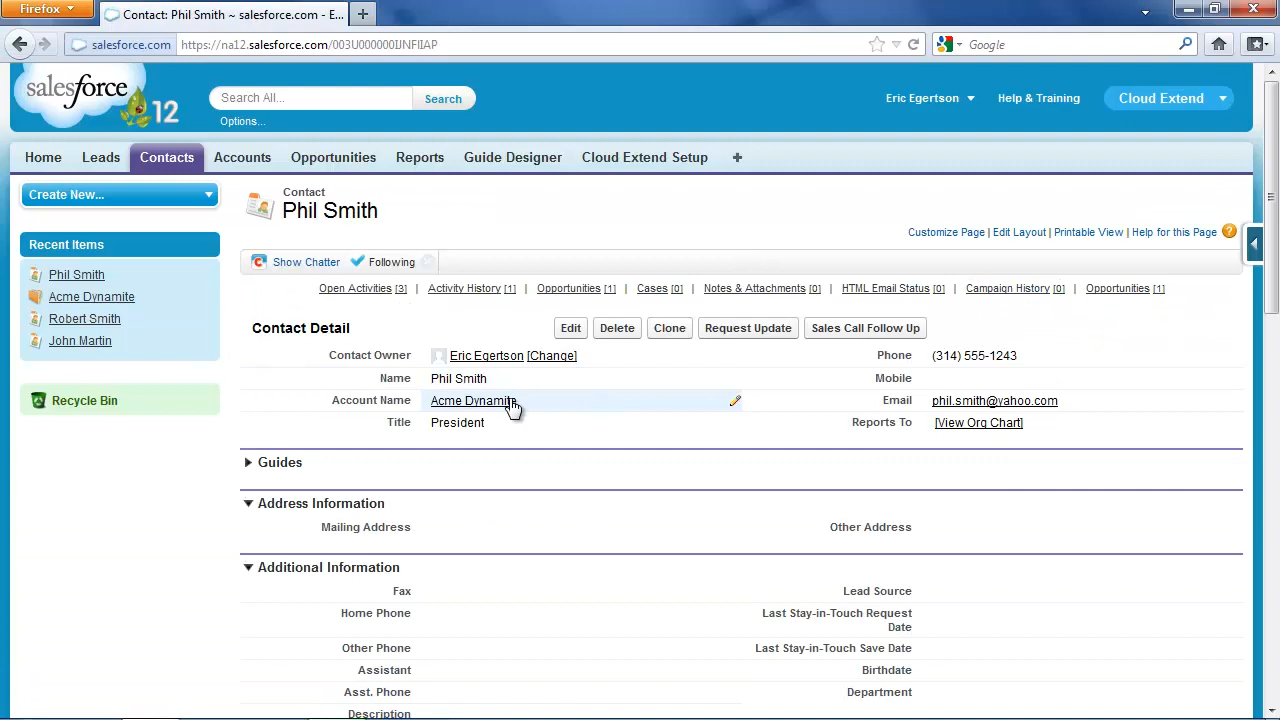 Firefox
Contact: Phil Smith ~ salesforce.com - E...
salesforce.com
https://na12.salesforce.com/003U000000IJNFIIAP
Google
salesforce
12
Search All...
Search
Options...
Eric Egertson
Help & Training
Cloud Extend
Home
Leads
Contacts
Accounts
Opportunities
Reports
Guide Designer
Cloud Extend Setup
+
Create New...
Recent Items
Phil Smith
Acme Dynamite
Robert Smith
John Martin
Recycle Bin
Contact
Phil Smith
Customize Page | Edit Layout | Printable View | Help for this Page ?
Show Chatter
Following
Open Activities [3] | Activity History [1] | Opportunities [1] | Cases [0] | Notes & Attachments [0] | HTML Email Status [0] | Campaign History [0] | Opportunities [1]
Contact Detail
Edit
Delete
Clone
Request Update
Sales Call Follow Up
Contact Owner Eric Egertson [Change] Phone (314) 555-1243
Name Phil Smith Mobile
Account Name Acme Dynamite Email phil.smith@yahoo.com
Title President Reports To [View Org Chart]
Guides
Address Information
Mailing Address Other Address
Additional Information
Fax Lead Source
Home Phone Last Stay-in-Touch Request
Date
Other Phone Last Stay-in-Touch Save Date
Assistant Birthdate
Asst. Phone Department
Description